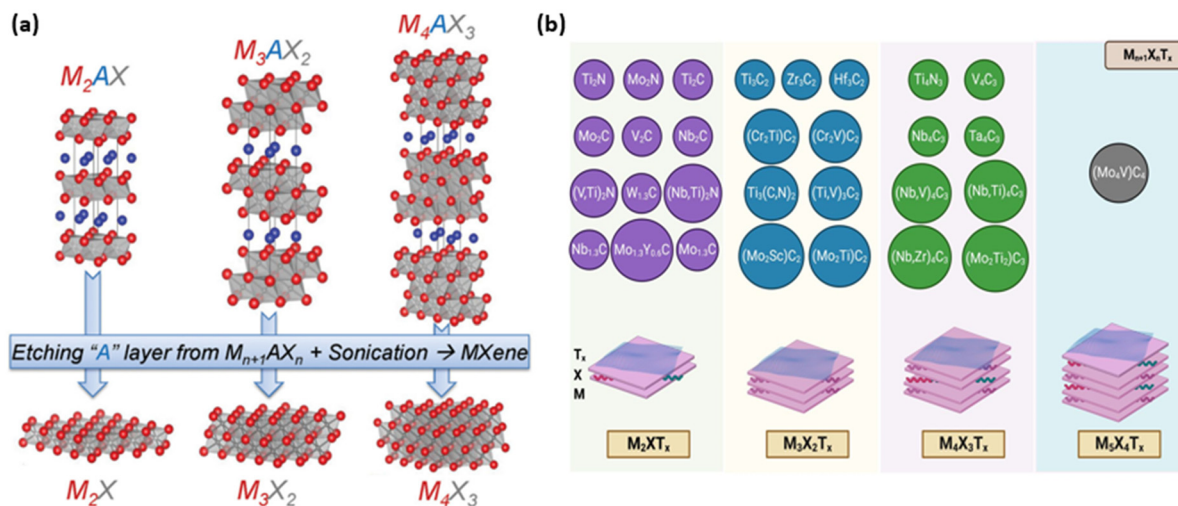 (a)
M₂AX
M₃AX₂
M₄AX₃
Etching "A" layer from Mₙ₊₁AXₙ + Sonication → MXene
M₂X
M₃X₂
M₄X₃
(b)
Mₙ₊₁XₙTₓ
Ti₂N Mo₂N Ti₂C
Mo₂C V₂C Nb₂C
(V,Ti)₂N W₁.₃C (Nb,Ti)₂N
Nb₁.₃C Mo₁.₃Y₀.₆C Mo₁.₃C
Ti₃C₂ Zr₃C₂ Hf₃C₂
(Cr₂Ti)C₂ (Cr₂V)C₂
Ti₃(C,N)₂ (Ti,V)₃C₂
(Mo₂Sc)C₂ (Mo₂Ti)C₂
Ti₄N₃ V₄C₃
Nb₄C₃ Ta₄C₃
(Nb,V)₄C₃ (Nb,Ti)₄C₃
(Nb,Zr)₄C₃ (Mo₂Ti₂)C₃
(Mo₄V)C₄
Tₓ
X
M
M₂XTₓ
M₃X₂Tₓ
M₄X₃Tₓ
M₅X₄Tₓ